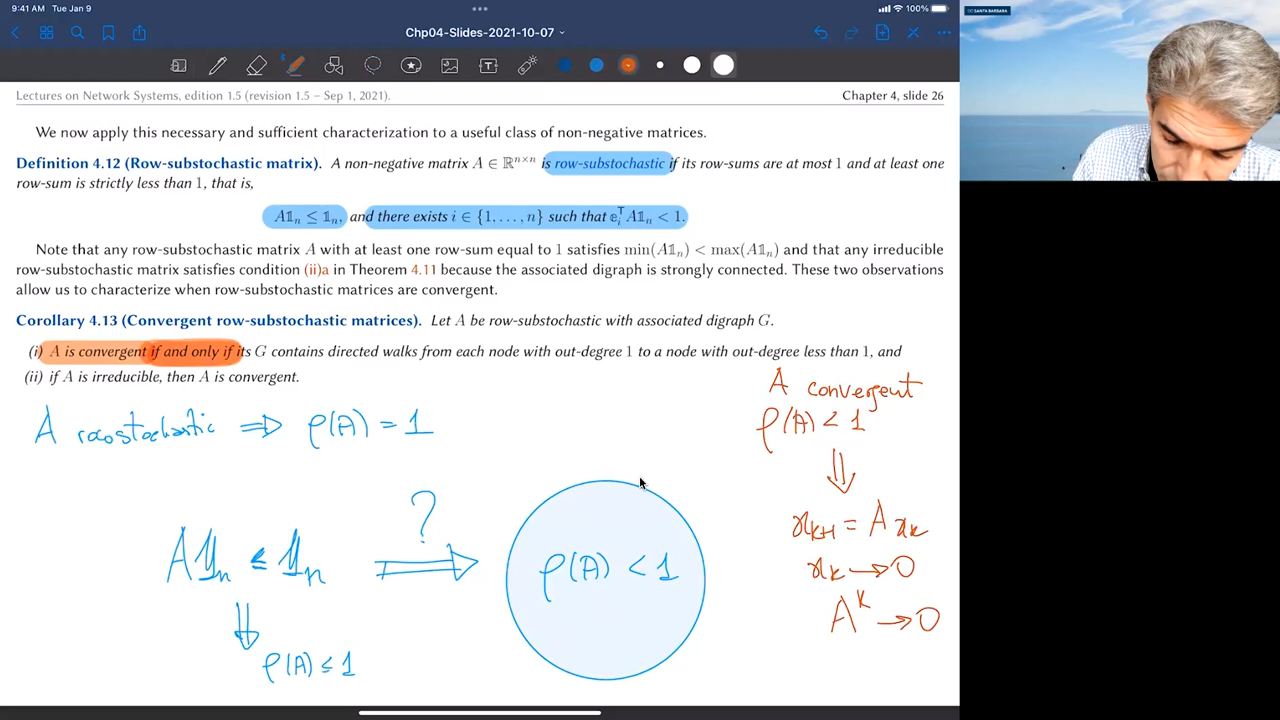 9:41 AM Tue Jan 9
100%
Chp04-Slides-2021-10-07
SANTA BARBARA
Lectures on Network Systems, edition 1.5 (revision 1.5 – Sep 1, 2021).
Chapter 4, slide 26
We now apply this necessary and sufficient characterization to a useful class of non-negative matrices.
Definition 4.12 (Row-substochastic matrix). A non-negative matrix A ∈ ℝⁿˣⁿ is row-substochastic if its row-sums are at most 1 and at least one
row-sum is strictly less than 1, that is,
A𝟙ₙ ≤ 𝟙ₙ, and there exists i ∈ {1, . . . , n} such that 𝕖ᵢᵀA𝟙ₙ < 1.
Note that any row-substochastic matrix A with at least one row-sum equal to 1 satisfies min(A𝟙ₙ) < max(A𝟙ₙ) and that any irreducible
row-substochastic matrix satisfies condition (ii)a in Theorem 4.11 because the associated digraph is strongly connected. These two observations
allow us to characterize when row-substochastic matrices are convergent.
Corollary 4.13 (Convergent row-substochastic matrices). Let A be row-substochastic with associated digraph G.
(i) A is convergent if and only if its G contains directed walks from each node with out-degree 1 to a node with out-degree less than 1, and
(ii) if A is irreducible, then A is convergent.
A convergent
ρ(A) < 1
⇓
x_{k+1} = A x_k
x_k → 0
A^k → 0
A rowstochastic ⇒ ρ(A) = 1
A𝟙ₙ ≤ 𝟙ₙ ⇒ ? ρ(A) < 1
⇓
ρ(A) ≤ 1